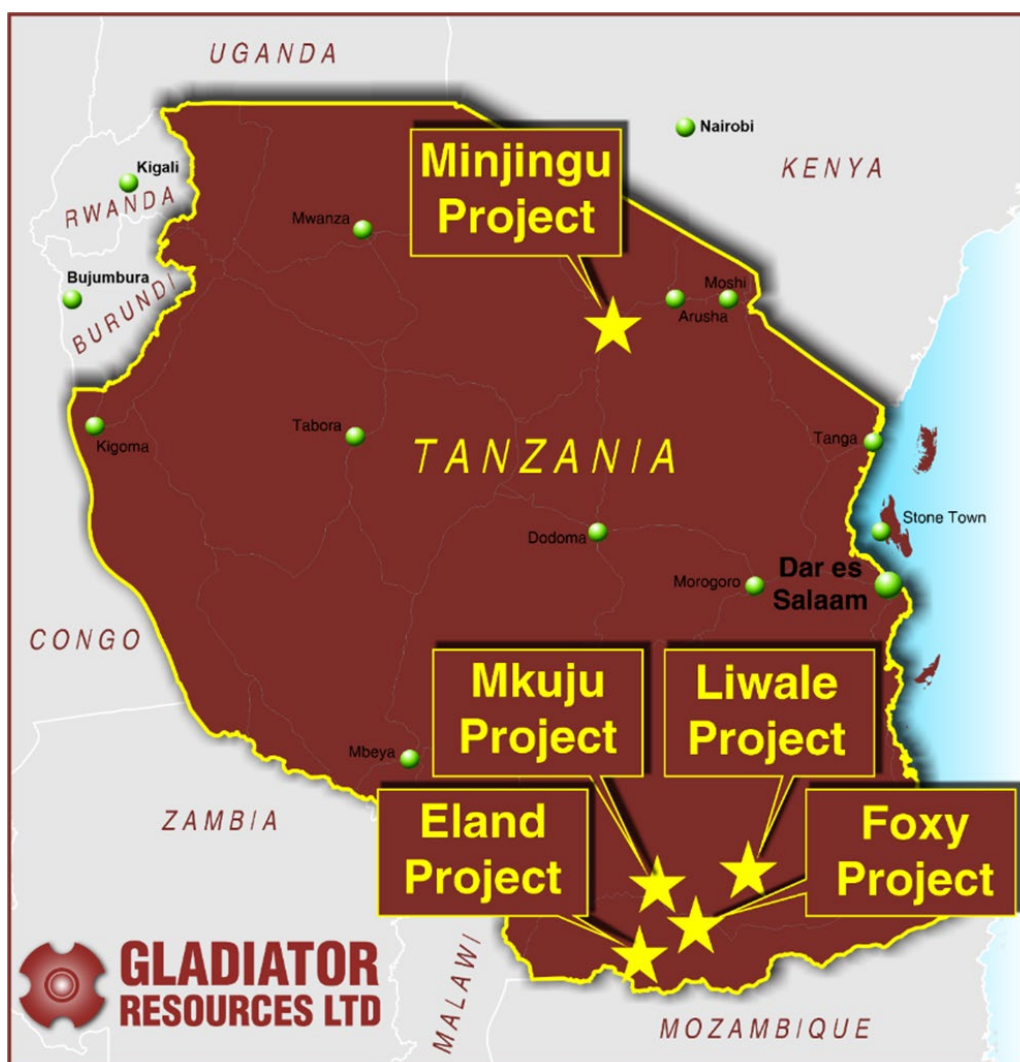 UGANDA
Nairobi
Minjingu
Project
KENYA
Kigali
RWANDA
Mwanza
Bujumbura
BURUNDI
Moshi
Arusha
Kigoma
Tabora
TANZANIA
Tanga
Stone Town
Dodoma
Morogoro
Dar es
Salaam
CONGO
Mkuju
Project
Liwale
Project
Mbeya
ZAMBIA
Eland
Project
Foxy
Project
GLADIATOR
RESOURCES LTD
MALAWI
MOZAMBIQUE